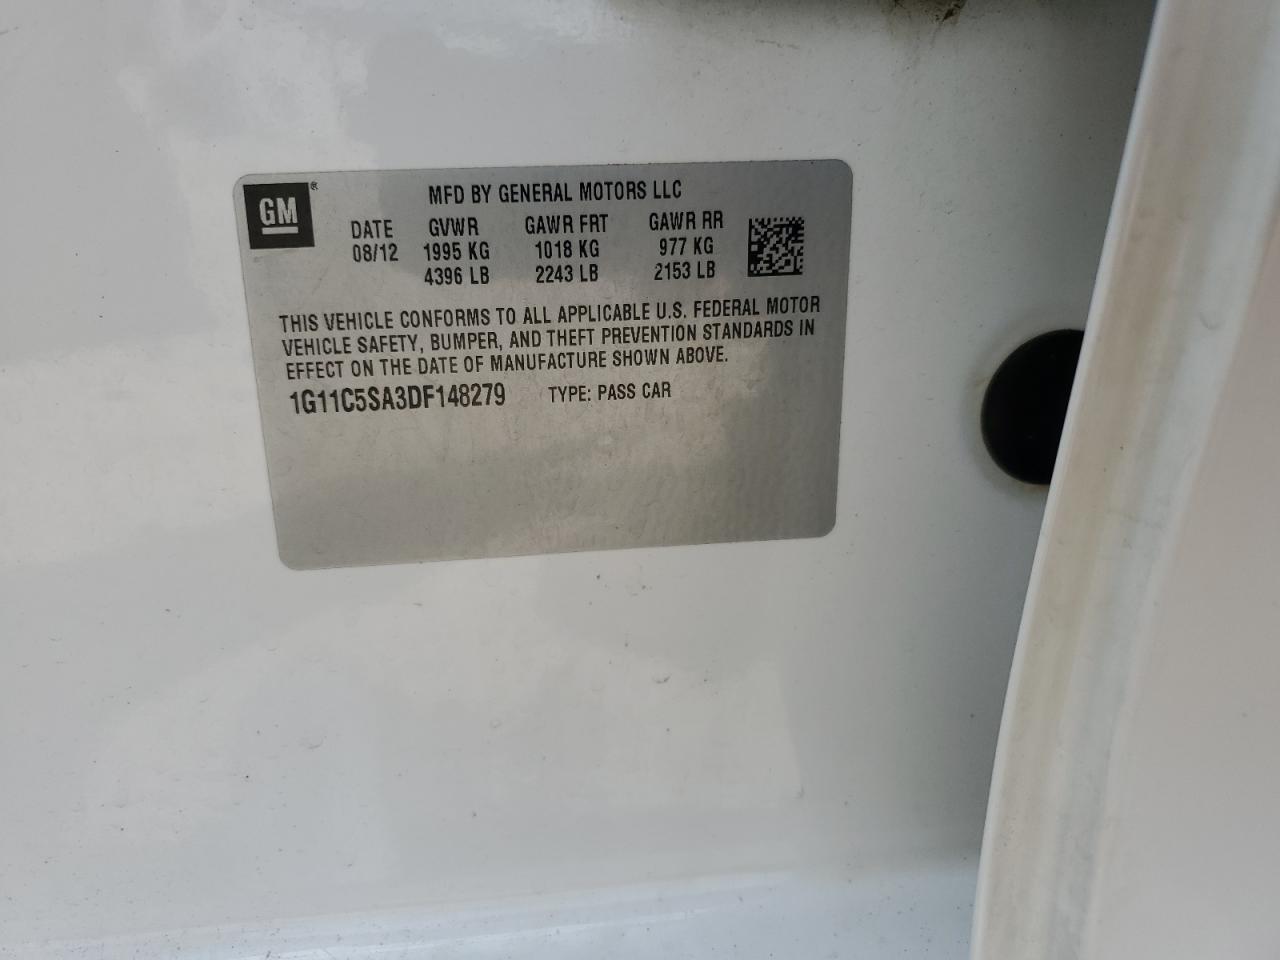 GM®
MFD BY GENERAL MOTORS LLC
DATE GVWR GAWR FRT GAWR RR
08/12 1995 KG 1018 KG 977 KG
4396 LB 2243 LB 2153 LB
THIS VEHICLE CONFORMS TO ALL APPLICABLE U.S. FEDERAL MOTOR
VEHICLE SAFETY, BUMPER, AND THEFT PREVENTION STANDARDS IN
EFFECT ON THE DATE OF MANUFACTURE SHOWN ABOVE.
1G11C5SA3DF148279 TYPE: PASS CAR